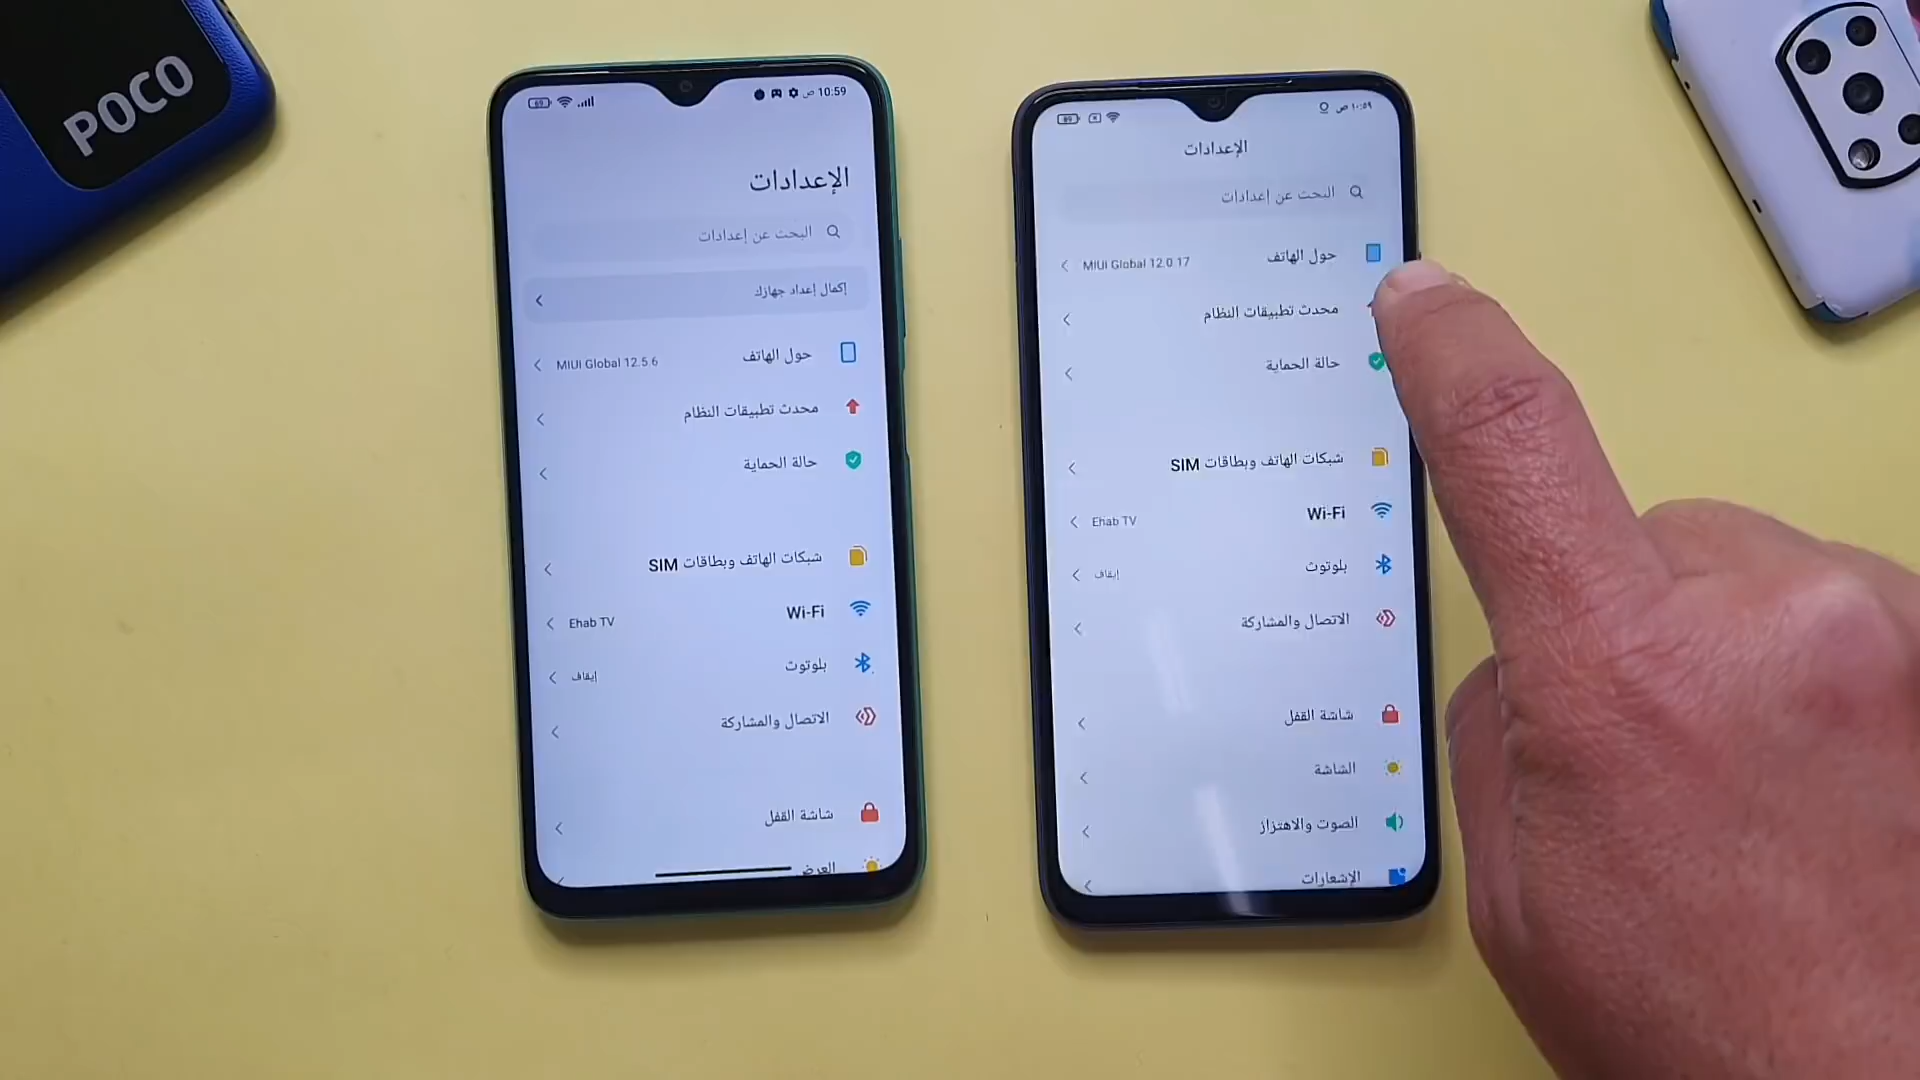 POCO
69
ص 10:59
الإعدادات
البحث عن إعدادات
إكمال إعداد جهازك
حول الهاتف MIUI Global 12.5.6
محدث تطبيقات النظام
حالة الحماية
شبكات الهاتف وبطاقات SIM
Wi-Fi Ehab TV
بلوتوث إيقاف
الاتصال والمشاركة
شاشة القفل
العرض
ص ١٠:٥٩
الإعدادات
البحث عن إعدادات
حول الهاتف MIUI Global 12.0.17
محدث تطبيقات النظام
حالة الحماية
شبكات الهاتف وبطاقات SIM
Wi-Fi Ehab TV
بلوتوث إيقاف
الاتصال والمشاركة
شاشة القفل
الشاشة
الصوت والاهتزاز
الإشعارات